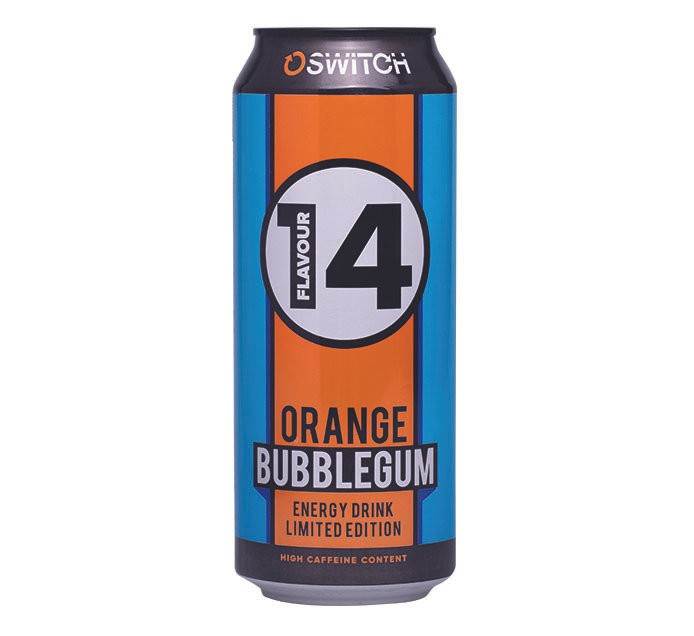 SWITCH
FLAVOUR
14
ORANGE
BUBBLEGUM
ENERGY DRINK
LIMITED EDITION
HIGH CAFFEINE CONTENT